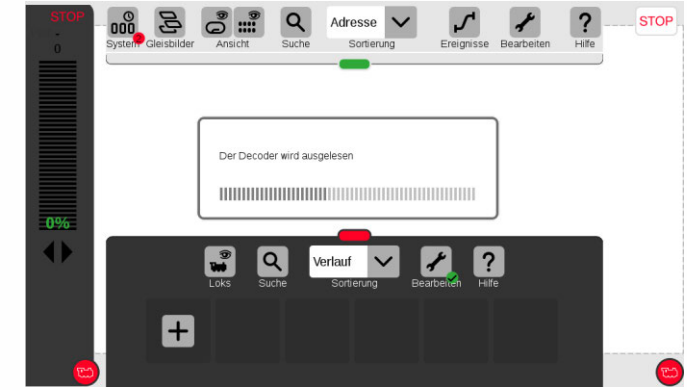 STOP
0
0%
System
Gleisbilder
Ansicht
Suche
Adresse
Sortierung
Ereignisse
Bearbeiten
?
Hilfe
STOP
Der Decoder wird ausgelesen
Loks
Suche
Verlauf
Sortierung
Bearbeiten
?
Hilfe